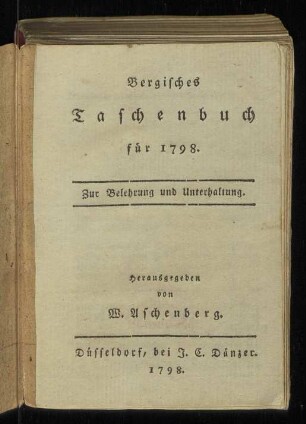 Bergisches
Taschenbuch
für 1798.
Zur Belehrung und Unterhaltung.
Herausgegeben
von
W. Aschenberg.
Düsseldorf, bei J. C. Dänzer.
1798.